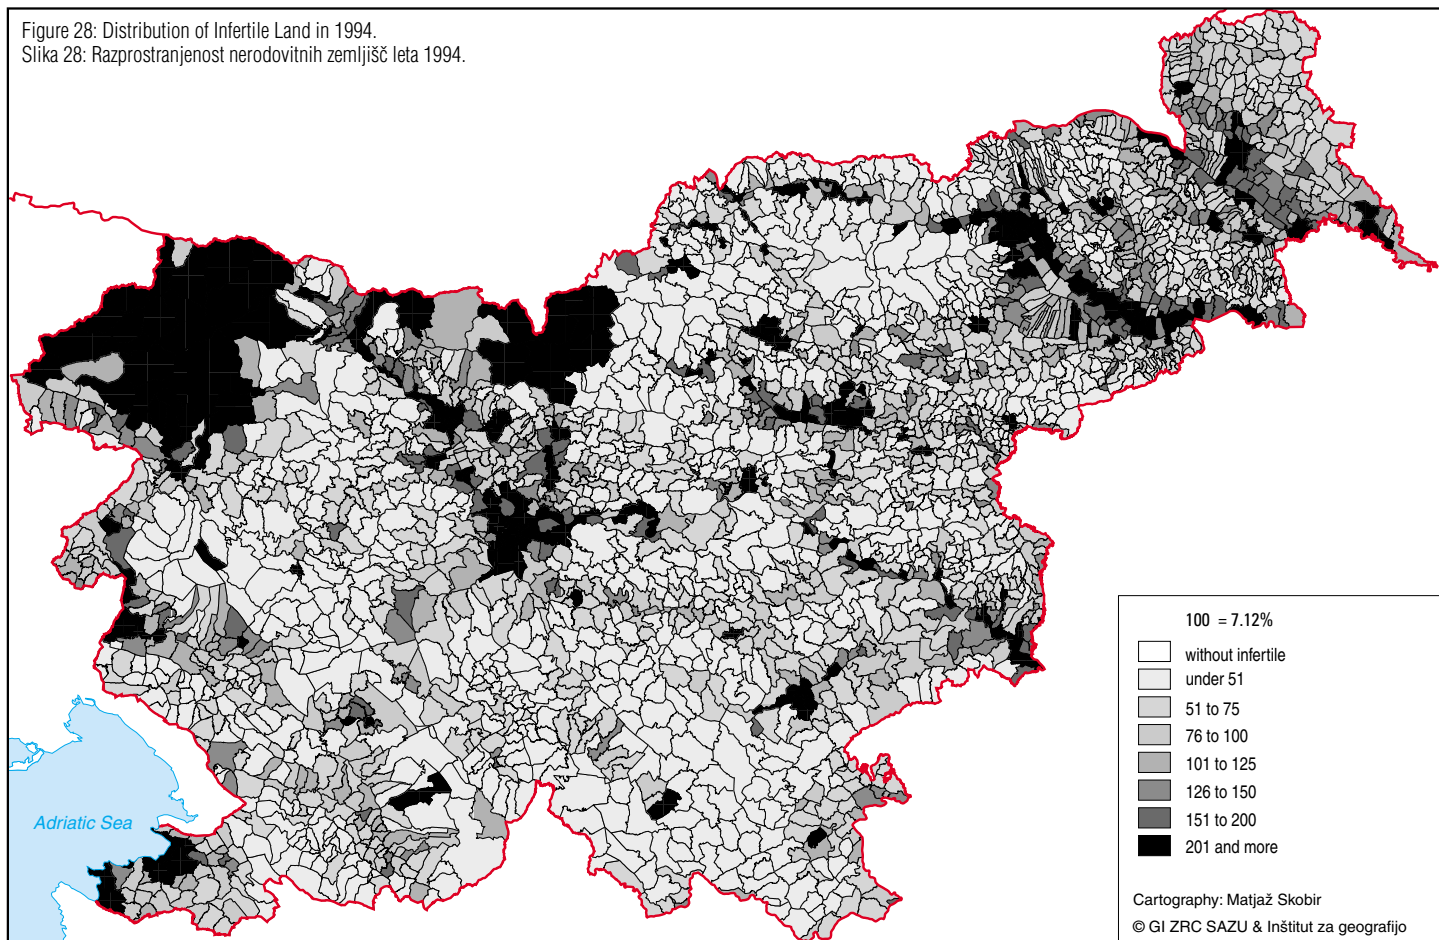 Figure 28: Distribution of Infertile Land in 1994.
Slika 28: Razprostranjenost nerodovitnih zemljišč leta 1994.
Adriatic Sea
100 = 7.12%
without infertile
under 51
51 to 75
76 to 100
101 to 125
126 to 150
151 to 200
201 and more
Cartography: Matjaž Skobir
© GI ZRC SAZU & Inštitut za geografijo